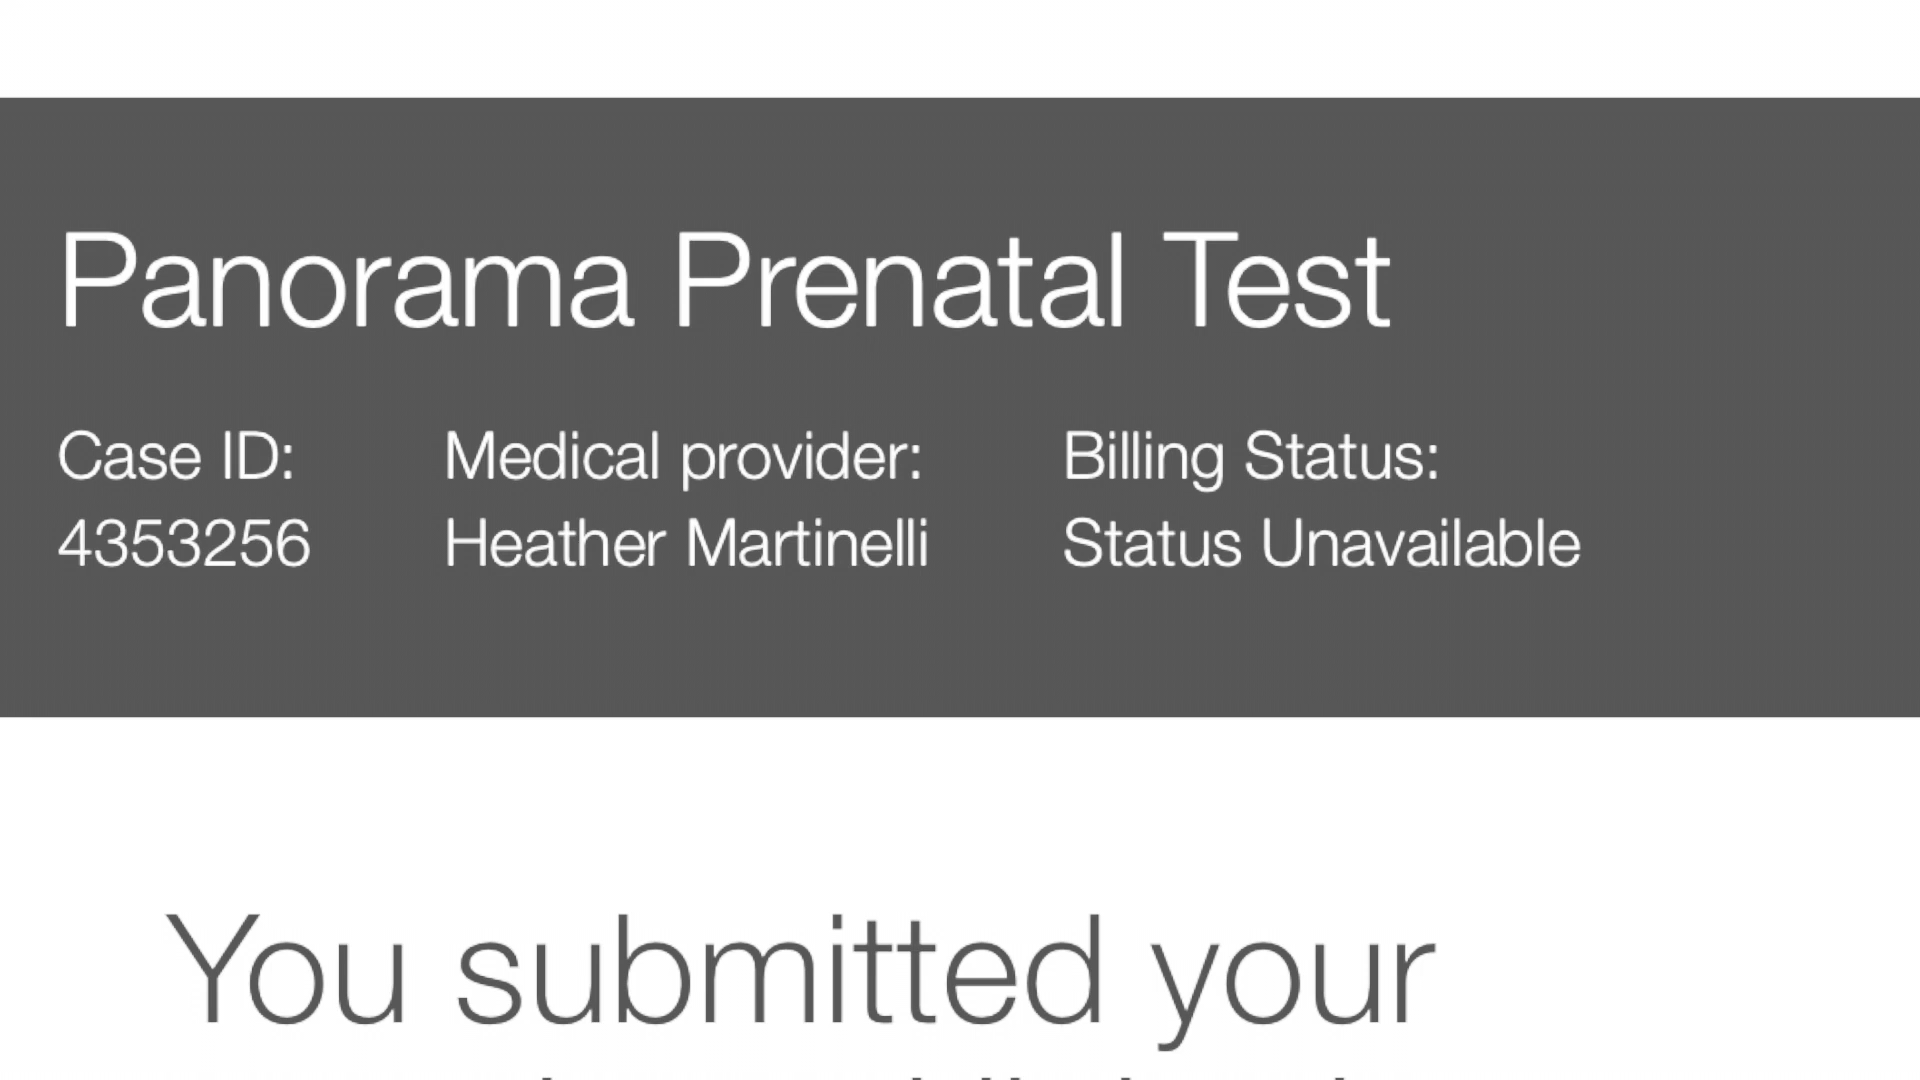 Panorama Prenatal Test
Case ID: Medical provider: Billing Status:
4353256 Heather Martinelli Status Unavailable
You submitted your